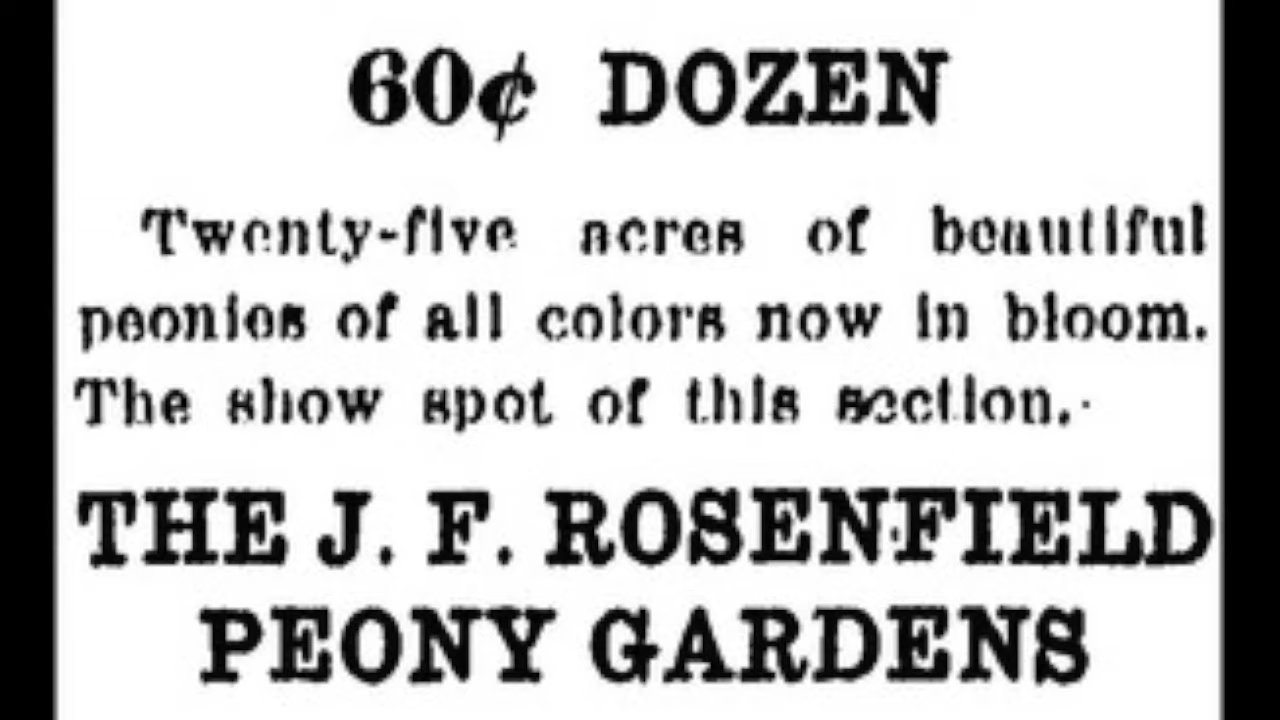 60¢ DOZEN
Twenty-five acres of beautiful
peonies of all colors now in bloom.
The show spot of this section.
THE J. F. ROSENFIELD
PEONY GARDENS